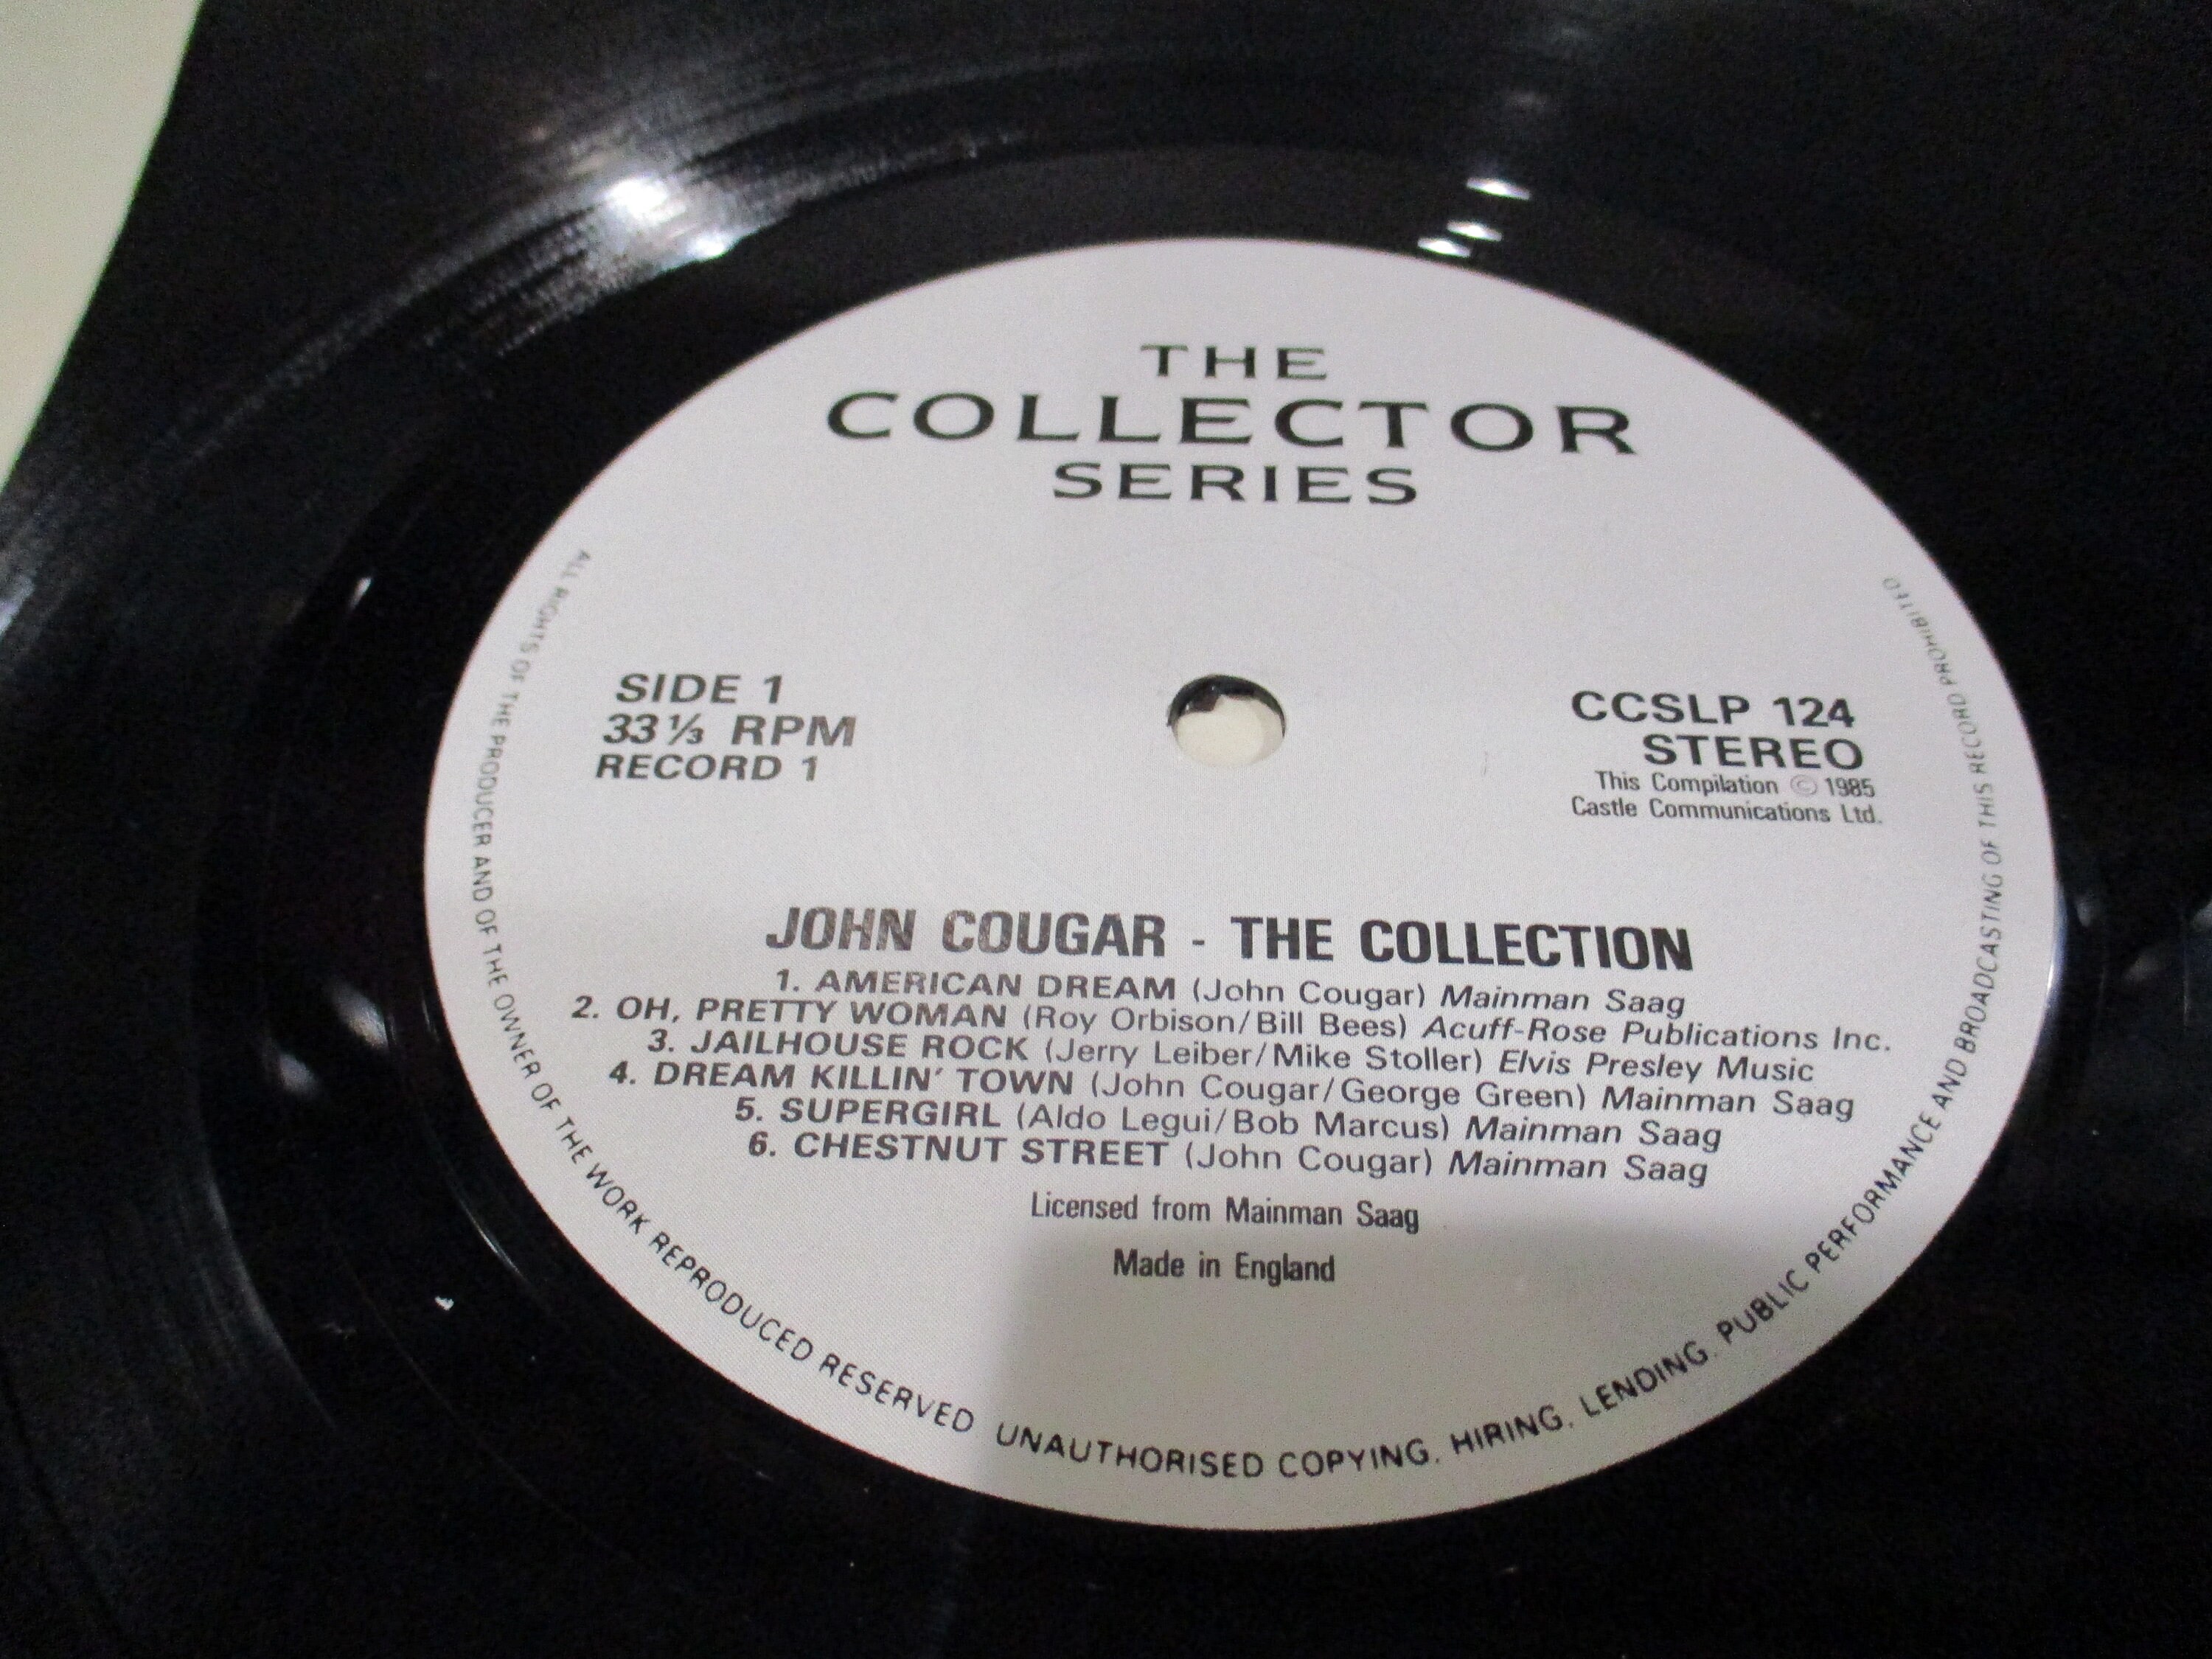 THE
COLLECTOR
SERIES
SIDE 1
33⅓ RPM
RECORD 1
CCSLP 124
STEREO
This Compilation © 1985
Castle Communications Ltd.
JOHN COUGAR - THE COLLECTION
1. AMERICAN DREAM (John Cougar) Mainman Saag
2. OH, PRETTY WOMAN (Roy Orbison/Bill Bees) Acuff-Rose Publications Inc.
3. JAILHOUSE ROCK (Jerry Leiber/Mike Stoller) Elvis Presley Music
4. DREAM KILLIN' TOWN (John Cougar/George Green) Mainman Saag
5. SUPERGIRL (Aldo Legui/Bob Marcus) Mainman Saag
6. CHESTNUT STREET (John Cougar) Mainman Saag
Licensed from Mainman Saag
Made in England
ALL RIGHTS OF THE PRODUCER AND OF THE OWNER OF THE WORK REPRODUCED RESERVED UNAUTHORISED COPYING, HIRING, LENDING, PUBLIC PERFORMANCE AND BROADCASTING OF THIS RECORD PROHIBITED